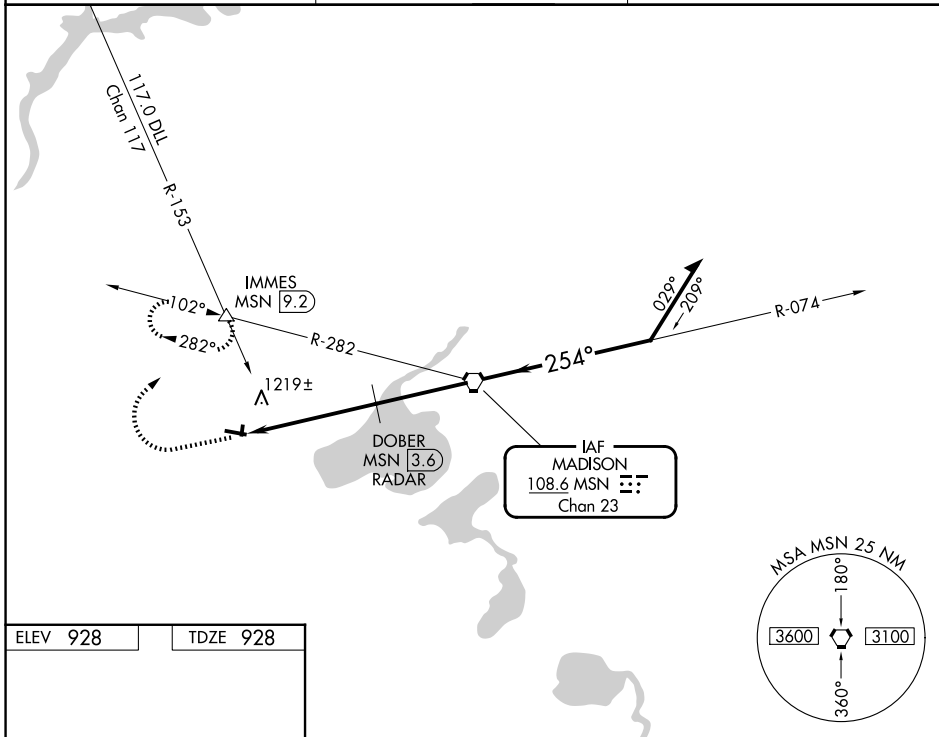 117.0 DLL
Chan 117
R-153
IMMES
MSN 9.2
102°
282°
R-282
1219±
029°
209°
R-074
254°
DOBER
MSN 3.6
RADAR
IAF
MADISON
108.6 MSN
Chan 23
MSA MSN 25 NM
180°
3600
3100
360°
ELEV 928
TDZE 928